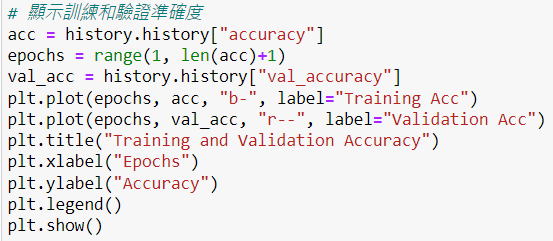 # 顯示訓練和驗證準確度
acc = history.history["accuracy"]
epochs = range(1, len(acc)+1)
val_acc = history.history["val_accuracy"]
plt.plot(epochs, acc, "b-", label="Training Acc")
plt.plot(epochs, val_acc, "r--", label="Validation Acc")
plt.title("Training and Validation Accuracy")
plt.xlabel("Epochs")
plt.ylabel("Accuracy")
plt.legend()
plt.show()